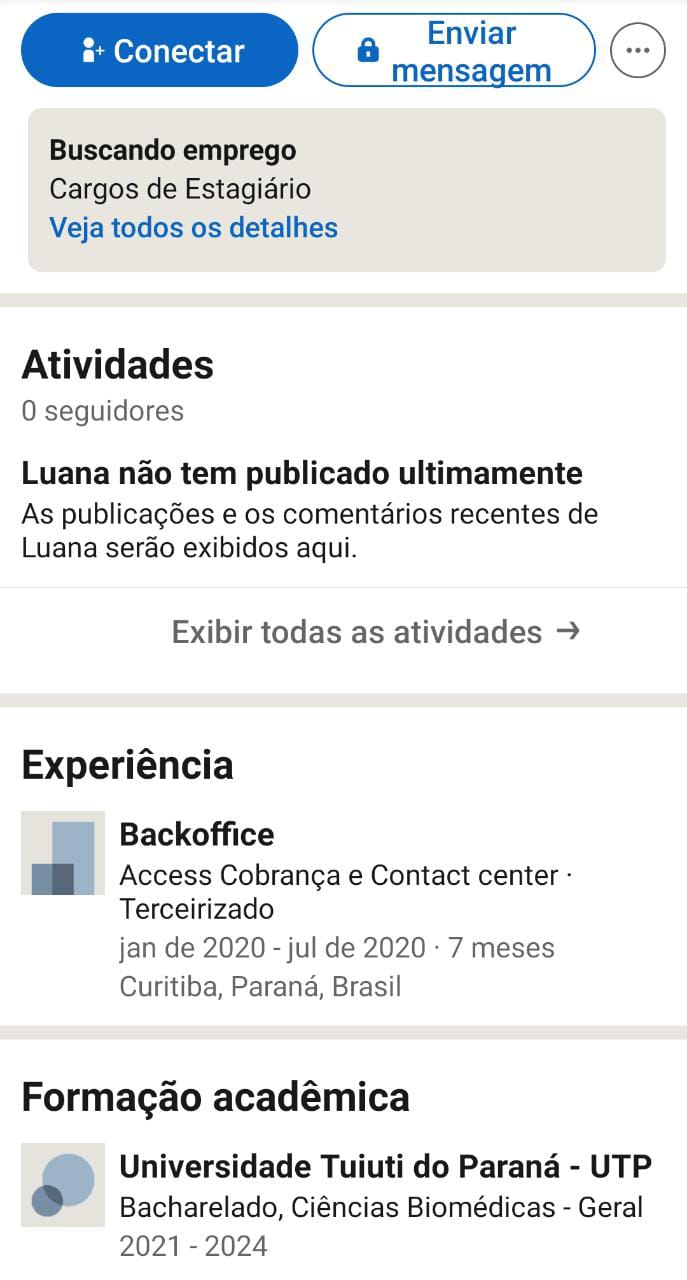 Conectar
Enviar
mensagem
Buscando emprego
Cargos de Estagiário
Veja todos os detalhes
Atividades
0 seguidores
Luana não tem publicado ultimamente
As publicações e os comentários recentes de
Luana serão exibidos aqui.
Exibir todas as atividades →
Experiência
Backoffice
Access Cobrança e Contact center ·
Terceirizado
jan de 2020 - jul de 2020 · 7 meses
Curitiba, Paraná, Brasil
Formação acadêmica
Universidade Tuiuti do Paraná - UTP
Bacharelado, Ciências Biomédicas - Geral
2021 - 2024